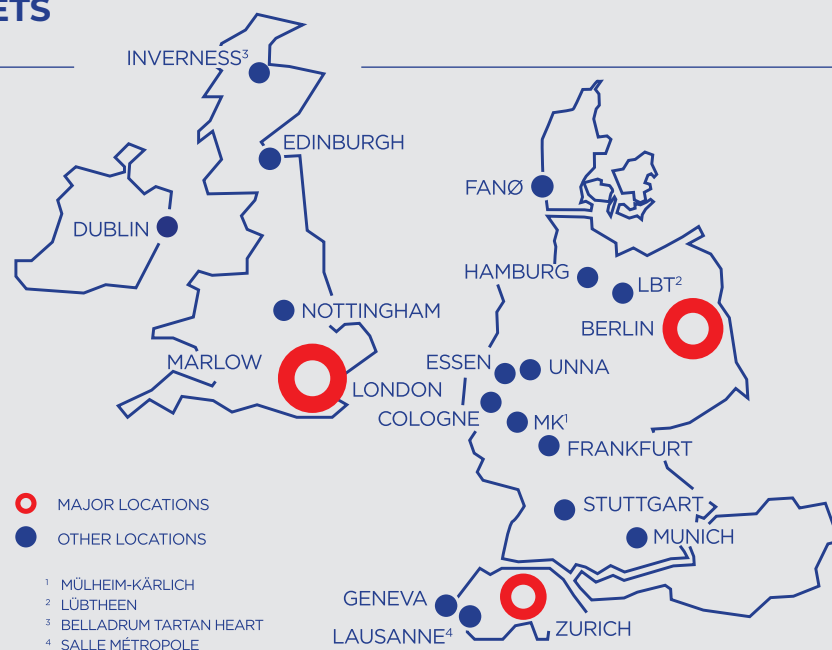 ETS
INVERNESS³
EDINBURGH
FANØ
DUBLIN
HAMBURG
LBT²
NOTTINGHAM
BERLIN
MARLOW
ESSEN
UNNA
LONDON
COLOGNE
MK¹
FRANKFURT
MAJOR LOCATIONS
STUTTGART
OTHER LOCATIONS
MUNICH
¹ MÜLHEIM-KÄRLICH
² LÜBTHEEN
³ BELLADRUM TARTAN HEART
⁴ SALLE MÉTROPOLE
GENEVA
LAUSANNE⁴
ZURICH